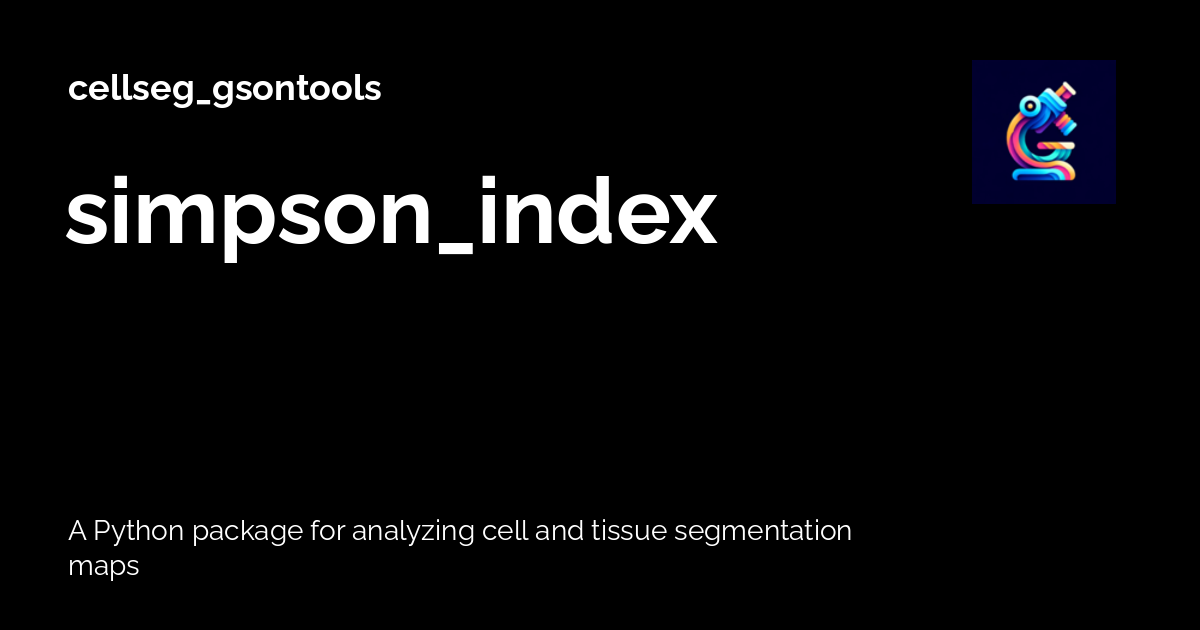 cellseg_gsontools
simpson_index
A Python package for analyzing cell and tissue segmentation
maps